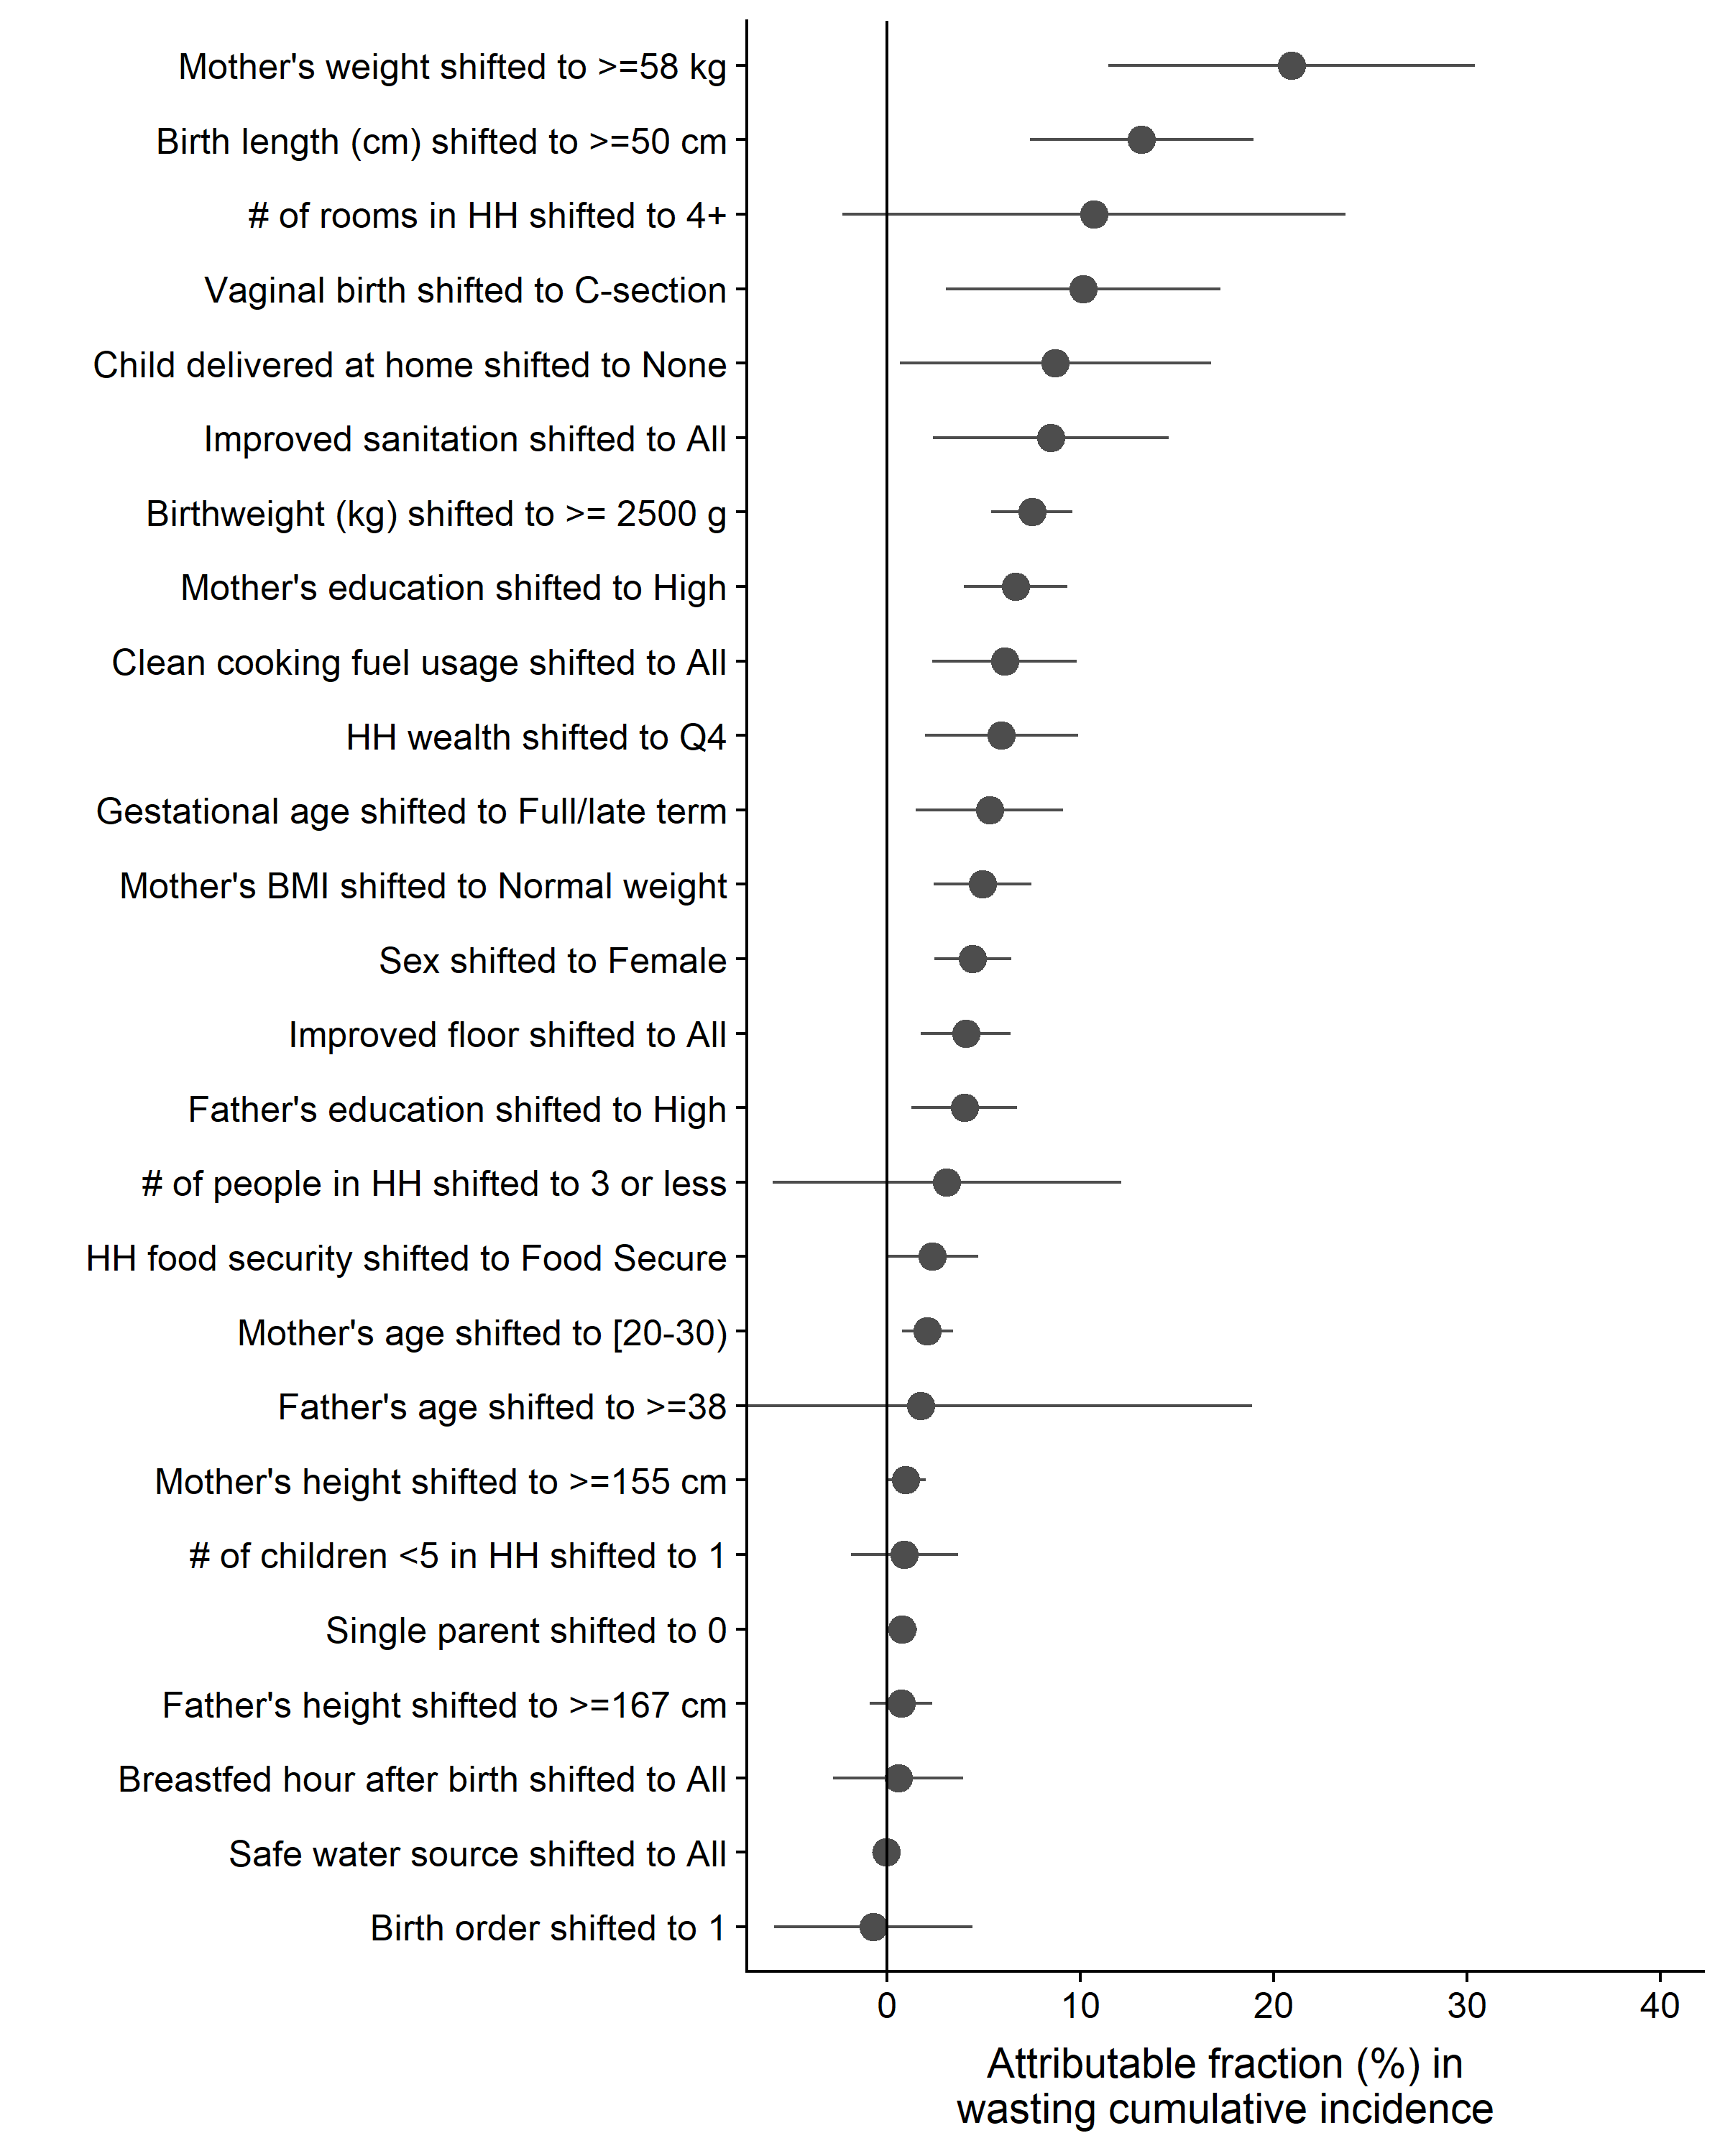 Mother's weight shifted to >=58 kg
Birth length (cm) shifted to >=50 cm
# of rooms in HH shifted to 4+
Vaginal birth shifted to C-section
Child delivered at home shifted to None
Improved sanitation shifted to All
Birthweight (kg) shifted to >= 2500 g
Mother's education shifted to High
Clean cooking fuel usage shifted to All
HH wealth shifted to Q4
Gestational age shifted to Full/late term
Mother's BMI shifted to Normal weight
Sex shifted to Female
Improved floor shifted to All
Father's education shifted to High
# of people in HH shifted to 3 or less
HH food security shifted to Food Secure
Mother's age shifted to [20-30)
Father's age shifted to >=38
Mother's height shifted to >=155 cm
# of children <5 in HH shifted to 1
Single parent shifted to 0
Father's height shifted to >=167 cm
Breastfed hour after birth shifted to All
Safe water source shifted to All
Birth order shifted to 1
0 10 20 30 40
Attributable fraction (%) in
wasting cumulative incidence